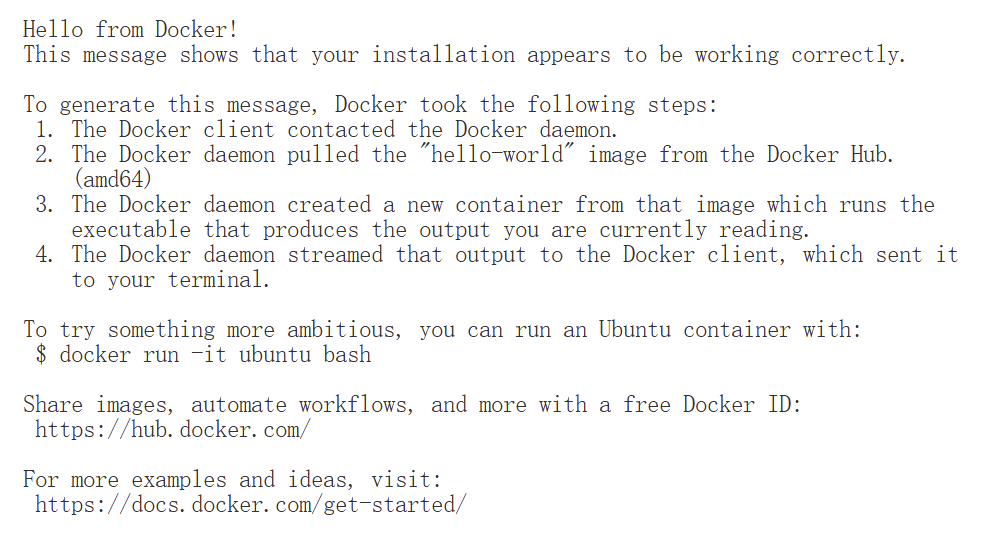 Hello from Docker!
This message shows that your installation appears to be working correctly.

To generate this message, Docker took the following steps:
 1. The Docker client contacted the Docker daemon.
 2. The Docker daemon pulled the "hello-world" image from the Docker Hub.
    (amd64)
 3. The Docker daemon created a new container from that image which runs the
    executable that produces the output you are currently reading.
 4. The Docker daemon streamed that output to the Docker client, which sent it
    to your terminal.

To try something more ambitious, you can run an Ubuntu container with:
 $ docker run -it ubuntu bash

Share images, automate workflows, and more with a free Docker ID:
 https://hub.docker.com/

For more examples and ideas, visit:
 https://docs.docker.com/get-started/